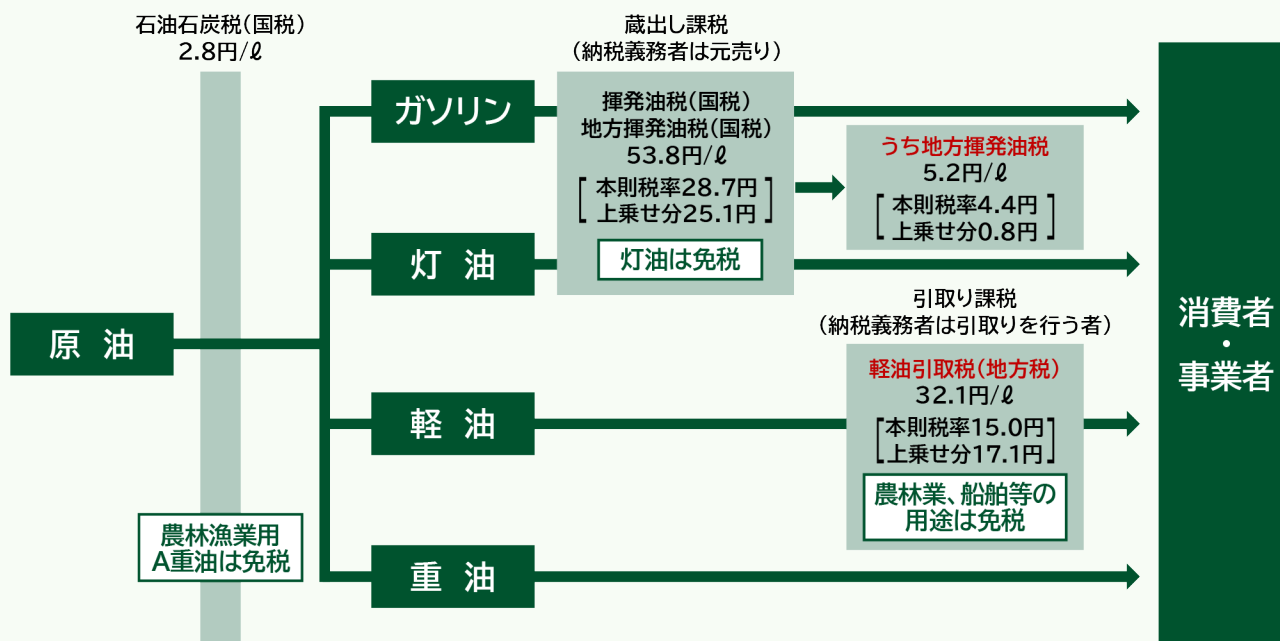 石油石炭税(国税)
2.8円/ℓ
蔵出し課税
(納税義務者は元売り)
ガソリン
揮発油税(国税)
地方揮発油税(国税)
53.8円/ℓ
本則税率28.7円
上乗せ分25.1円
灯油は免税
うち地方揮発油税
5.2円/ℓ
本則税率4.4円
上乗せ分0.8円
灯 油
原 油
引取り課税
(納税義務者は引取りを行う者)
軽油引取税(地方税)
32.1円/ℓ
本則税率15.0円
上乗せ分17.1円
農林業、船舶等の
用途は免税
軽 油
農林漁業用
A重油は免税
重 油
消費者
・
事業者